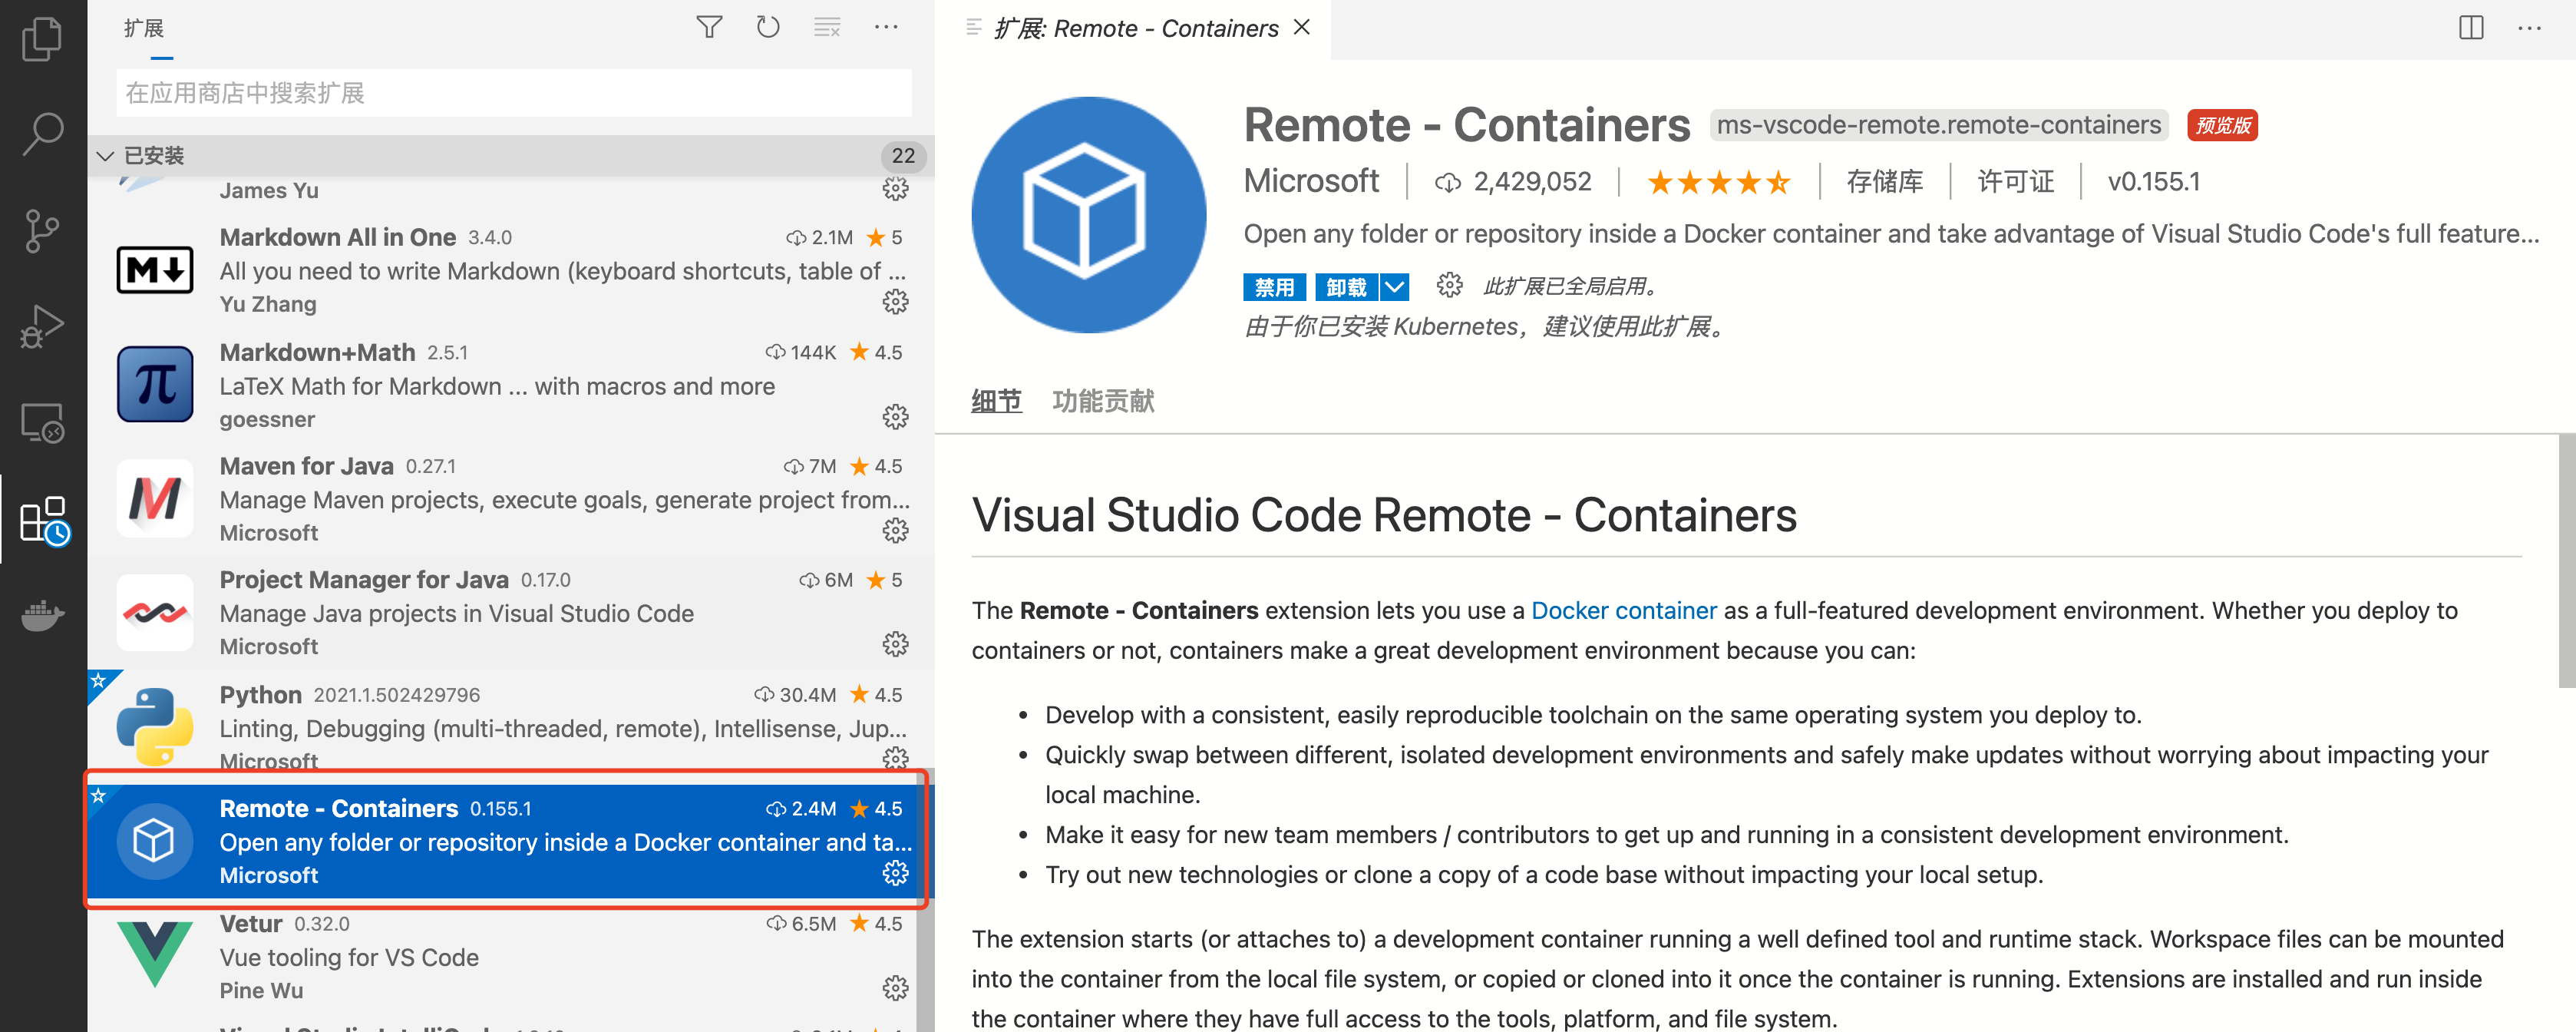 扩展
在应用商店中搜索扩展
已安装 22
James Yu
Markdown All in One 3.4.0 2.1M 5
All you need to write Markdown (keyboard shortcuts, table of ...
Yu Zhang
Markdown+Math 2.5.1 144K 4.5
LaTeX Math for Markdown ... with macros and more
goessner
Maven for Java 0.27.1 7M 4.5
Manage Maven projects, execute goals, generate project from...
Microsoft
Project Manager for Java 0.17.0 6M 5
Manage Java projects in Visual Studio Code
Microsoft
Python 2021.1.502429796 30.4M 4.5
Linting, Debugging (multi-threaded, remote), Intellisense, Jup...
Microsoft
Remote - Containers 0.155.1 2.4M 4.5
Open any folder or repository inside a Docker container and ta...
Microsoft
Vetur 0.32.0 6.5M 4.5
Vue tooling for VS Code
Pine Wu
扩展: Remote - Containers
Remote - Containers ms-vscode-remote.remote-containers 预览版
Microsoft 2,429,052 存储库 许可证 v0.155.1
Open any folder or repository inside a Docker container and take advantage of Visual Studio Code's full feature...
禁用 卸载 此扩展已全局启用。
由于你已安装 Kubernetes，建议使用此扩展。
细节 功能贡献
Visual Studio Code Remote - Containers
The Remote - Containers extension lets you use a Docker container as a full-featured development environment. Whether you deploy to
containers or not, containers make a great development environment because you can:
• Develop with a consistent, easily reproducible toolchain on the same operating system you deploy to.
• Quickly swap between different, isolated development environments and safely make updates without worrying about impacting your
local machine.
• Make it easy for new team members / contributors to get up and running in a consistent development environment.
• Try out new technologies or clone a copy of a code base without impacting your local setup.
The extension starts (or attaches to) a development container running a well defined tool and runtime stack. Workspace files can be mounted
into the container from the local file system, or copied or cloned into it once the container is running. Extensions are installed and run inside
the container where they have full access to the tools, platform, and file system.